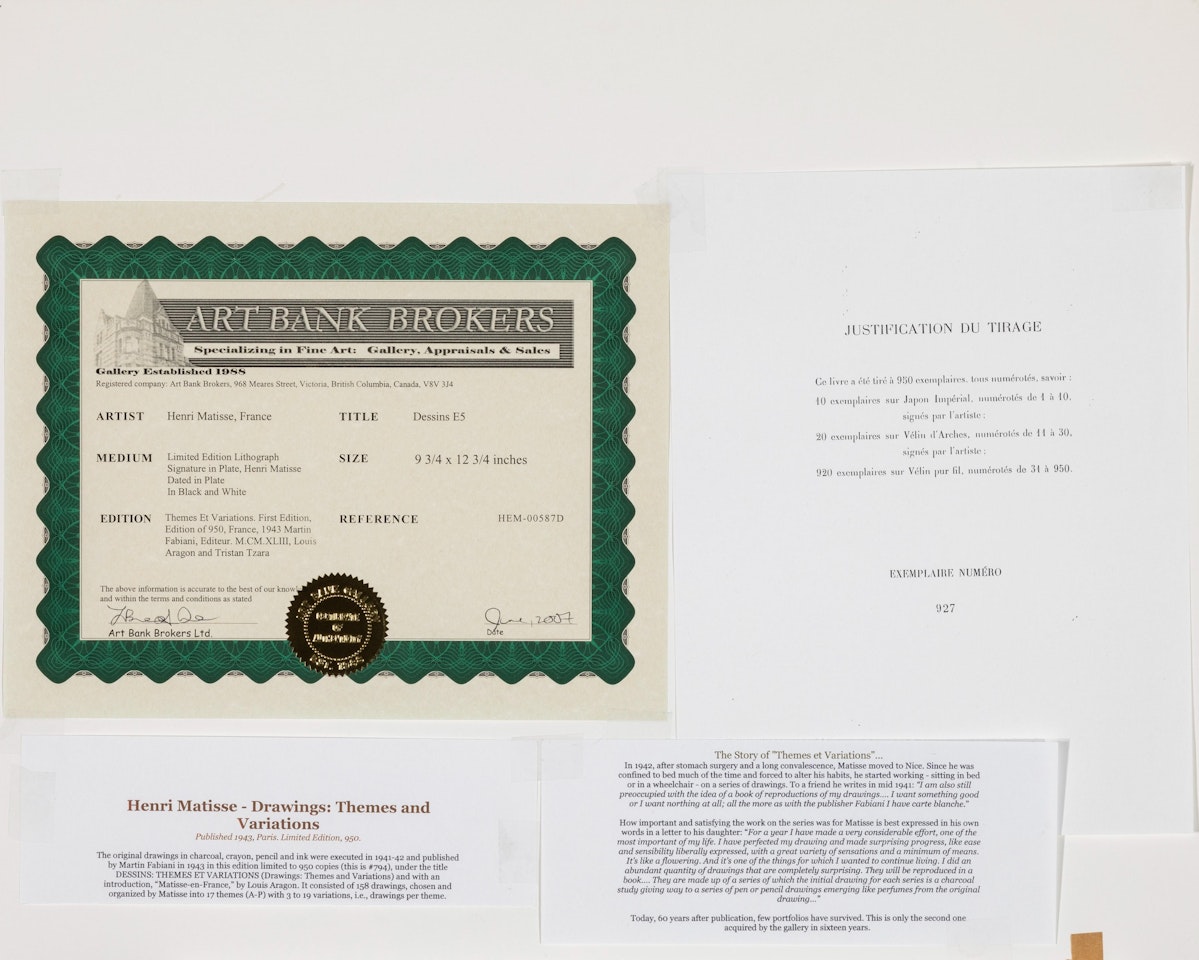 ART BANK BROKERS
Specializing in Fine Art: Gallery, Appraisals & Sales
Gallery Established 1988
Registered company: Art Bank Brokers, 968 Meares Street, Victoria, British Columbia, Canada, V8V 3J4
ARTIST Henri Matisse, France TITLE Dessins E5
MEDIUM Limited Edition Lithograph SIZE 9 3/4 x 12 3/4 inches
Signature in Plate, Henri Matisse
Dated in Plate
In Black and White
EDITION Themes Et Variations. First Edition, REFERENCE HEM-00587D
Edition of 950, France, 1943 Martin
Fabiani, Editeur. M.CM.XLIII, Louis
Aragon and Tristan Tzara
The above information is accurate to the best of our know
and within the terms and conditions as stated
June, 2007
Art Bank Brokers Ltd. Date
CERTIFICATE
OF
AUTHENTICITY
JUSTIFICATION DU TIRAGE
Ce livre a été tiré à 950 exemplaires, tous numérotés, savoir :
10 exemplaires sur Japon Impérial, numérotés de 1 à 10,
signés par l'artiste ;
20 exemplaires sur Vélin d'Arches, numérotés de 11 à 30,
signés par l'artiste ;
920 exemplaires sur Vélin pur fil, numérotés de 31 à 950.
EXEMPLAIRE NUMÉRO
927
Henri Matisse - Drawings: Themes and
Variations
Published 1943, Paris. Limited Edition, 950.
The original drawings in charcoal, crayon, pencil and ink were executed in 1941-42 and published
by Martin Fabiani in 1943 in this edition limited to 950 copies (this is #794), under the title
DESSINS: THEMES ET VARIATIONS (Drawings: Themes and Variations) and with an
introduction, "Matisse-en-France," by Louis Aragon. It consisted of 158 drawings, chosen and
organized by Matisse into 17 themes (A-P) with 3 to 19 variations, i.e., drawings per theme.
The Story of "Themes et Variations"...
In 1942, after stomach surgery and a long convalescence, Matisse moved to Nice. Since he was
confined to bed much of the time and forced to alter his habits, he started working - sitting in bed
or in a wheelchair - on a series of drawings. To a friend he writes in mid 1941: "I am also still
preoccupied with the idea of a book of reproductions of my drawings.... I want something good
or I want northing at all; all the more as with the publisher Fabiani I have carte blanche."
How important and satisfying the work on the series was for Matisse is best expressed in his own
words in a letter to his daughter: "For a year I have made a very considerable effort, one of the
most important of my life. I have perfected my drawing and made surprising progress, like ease
and sensibility liberally expressed, with a great variety of sensations and a minimum of means.
It's like a flowering. And it's one of the things for which I wanted to continue living. I did an
abundant quantity of drawings that are completely surprising. They will be reproduced in a
book.... They are made up of a series of which the initial drawing for each series is a charcoal
study giving way to a series of pen or pencil drawings emerging like perfumes from the original
drawing..."
Today, 60 years after publication, few portfolios have survived. This is only the second one
acquired by the gallery in sixteen years.